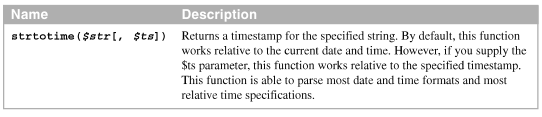 Name Description
strtotime($str[, $ts]) Returns a timestamp for the specified string. By default, this function
works relative to the current date and time. However, if you supply the
$ts parameter, this function works relative to the specified timestamp.
This function is able to parse most date and time formats and most
relative time specifications.